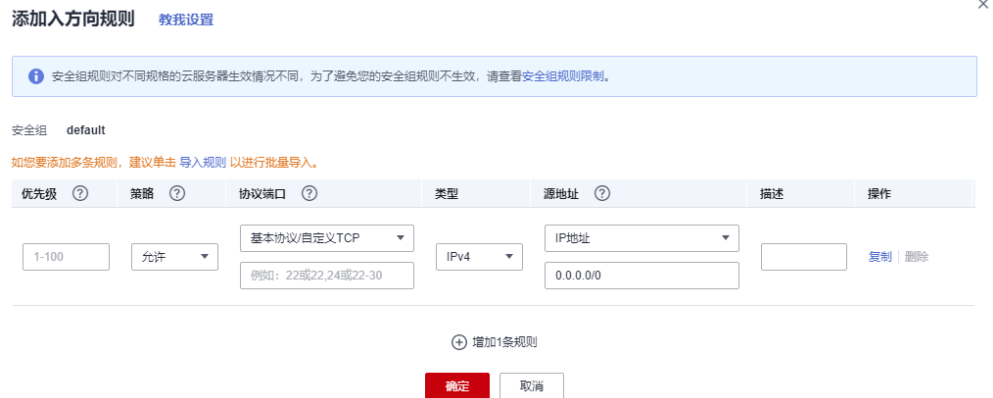 添加入方向规则 教我设置
安全组规则对不同规格的云服务器生效情况不同，为了避免您的安全组规则不生效，请查看安全组规则限制。
安全组 default
如您要添加多条规则，建议单击 导入规则 以进行批量导入。
优先级 策略 协议端口 类型 源地址 描述 操作
基本协议/自定义TCP IP地址
1-100 允许 IPv4 复制 删除
例如：22或22,24或22-30 0.0.0.0/0
增加1条规则
确定 取消